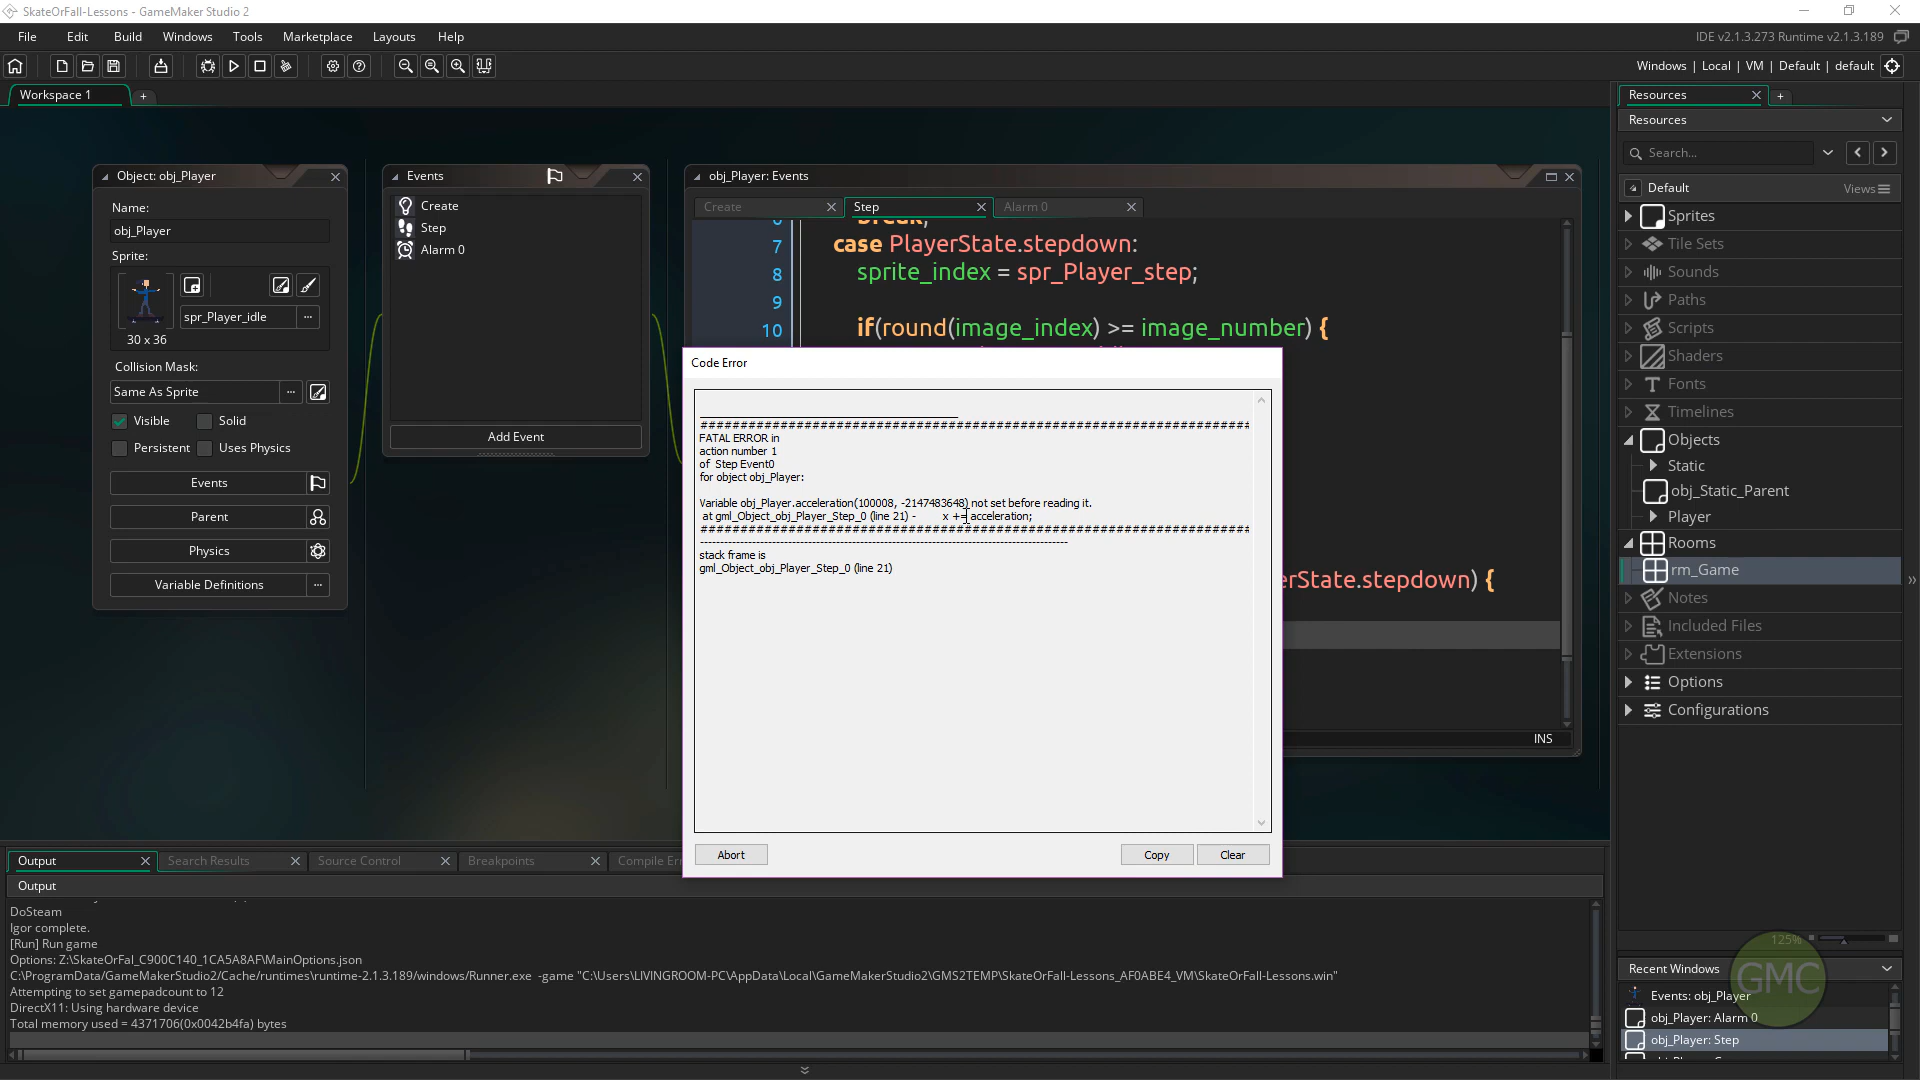 SkateOrFall-Lessons - GameMaker Studio 2
File Edit Build Windows Tools Marketplace Layouts Help
IDE v2.1.3.273 Runtime v2.1.3.189
Windows | Local | VM | Default | default
Workspace 1
Object: obj_Player
Name:
obj_Player
Sprite:
spr_Player_idle
30 x 36
Collision Mask:
Same As Sprite
Visible Solid
Persistent Uses Physics
Events
Parent
Physics
Variable Definitions
Events
Create
Step
Alarm 0
Add Event
obj_Player: Events
Create Step Alarm 0
7 case PlayerState.stepdown:
8 sprite_index = spr_Player_step;
9
10 if(round(image_index) >= image_number) {
erState.stepdown) {
INS
Code Error
###########################################################################################
FATAL ERROR in
action number 1
of Step Event0
for object obj_Player:
Variable obj_Player.acceleration(100008, -2147483648) not set before reading it.
at gml_Object_obj_Player_Step_0 (line 21) - x += acceleration;
###########################################################################################
stack frame is
gml_Object_obj_Player_Step_0 (line 21)
Abort Copy Clear
Resources
Resources
Search...
Default Views
Sprites
Tile Sets
Sounds
Paths
Scripts
Shaders
Fonts
Timelines
Objects
Static
obj_Static_Parent
Player
Rooms
rm_Game
Notes
Included Files
Extensions
Options
Configurations
125%
Recent Windows
GMC
Events: obj_Player
obj_Player: Alarm 0
obj_Player: Step
Output Search Results Source Control Breakpoints Compile Er
Output
DoSteam
Igor complete.
[Run] Run game
Options: Z:\SkateOrFal_C900C140_1CA5A8AF\MainOptions.json
C:\ProgramData/GameMakerStudio2/Cache/runtimes\runtime-2.1.3.189/windows/Runner.exe -game "C:\Users\LIVINGROOM-PC\AppData\Local\GameMakerStudio2\GMS2TEMP\SkateOrFall-Lessons_AF0ABE4_VM\SkateOrFall-Lessons.win"
Attempting to set gamepadcount to 12
DirectX11: Using hardware device
Total memory used = 4371706(0x0042b4fa) bytes